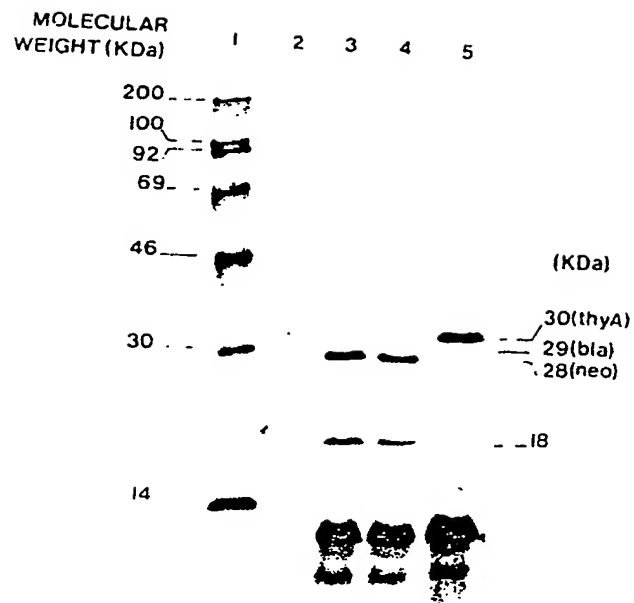 MOLECULAR
WEIGHT (KDa) 1 2 3 4 5
200
100
92
69
46
(KDa)
30(thyA)
30
29(bla)
28(neo)
18
14